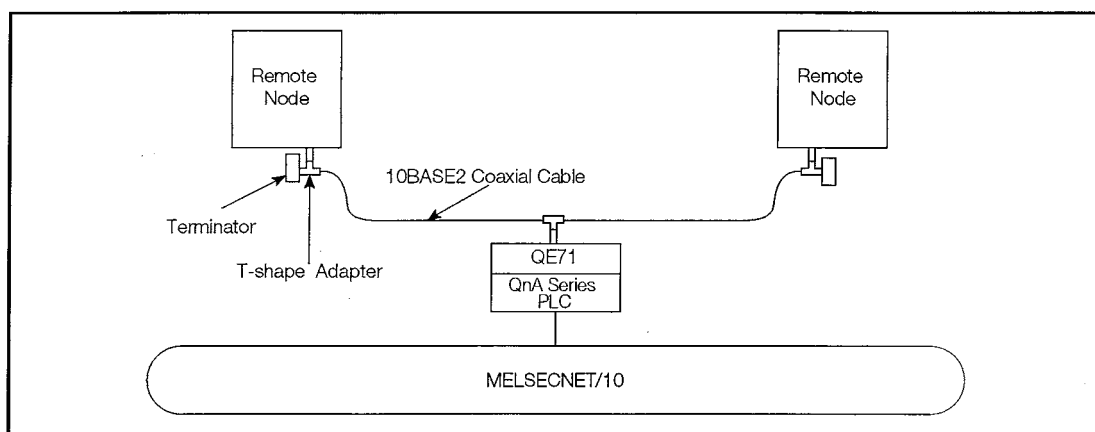 Remote
Node
Remote
Node
10BASE2 Coaxial Cable
Terminator
T-shape Adapter
QE71
QnA Series
PLC
MELSECNET/10